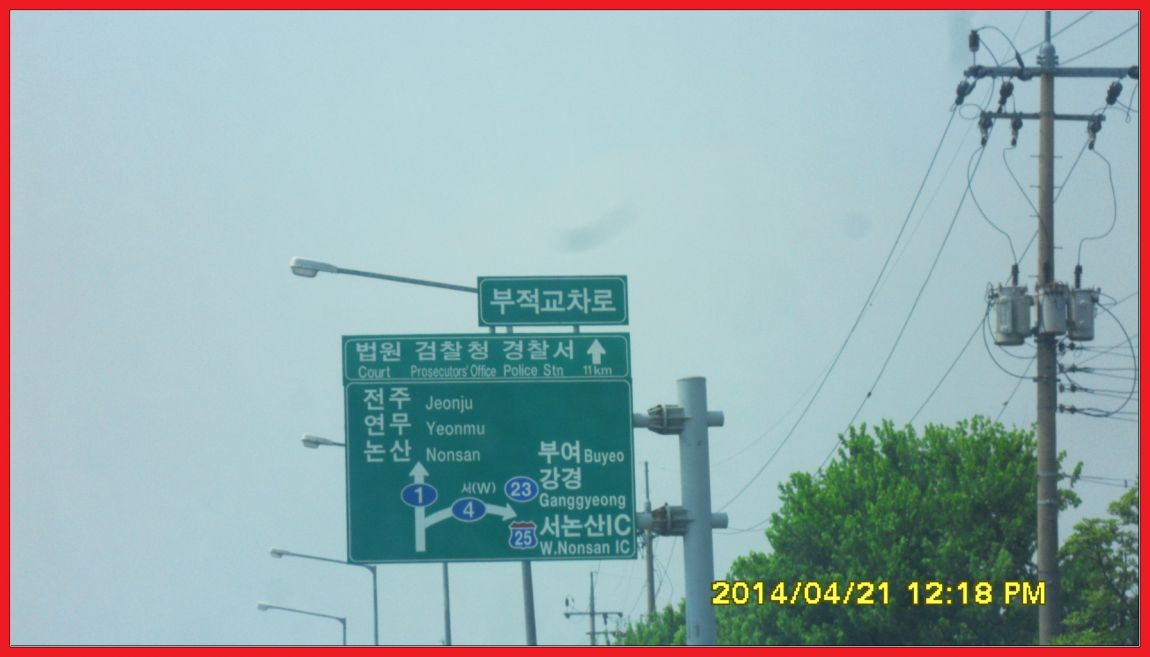 부적교차로
법원 검찰청 경찰서
Court Prosecutors' Office Police Stn 11km
전주 Jeonju
연무 Yeonmu
논산 Nonsan
부여 Buyeo
강경
Ganggyeong
서논산IC
W.Nonsan IC
서(W)
1
4
23
25
2014/04/21 12:18 PM